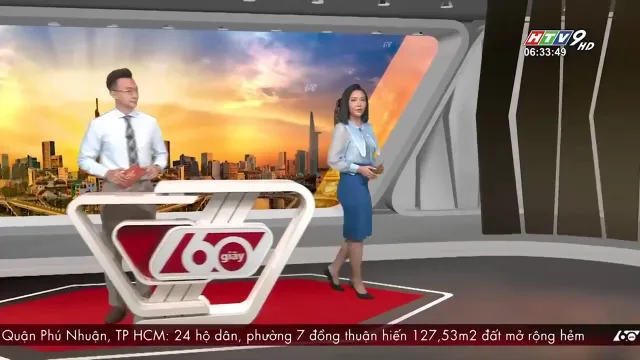 HTV9 HD
06:33:49
60 giây
Quận Phú Nhuận, TP HCM: 24 hộ dân, phường 7 đồng thuận hiến 127,53m2 đất mở rộng hẻm
60